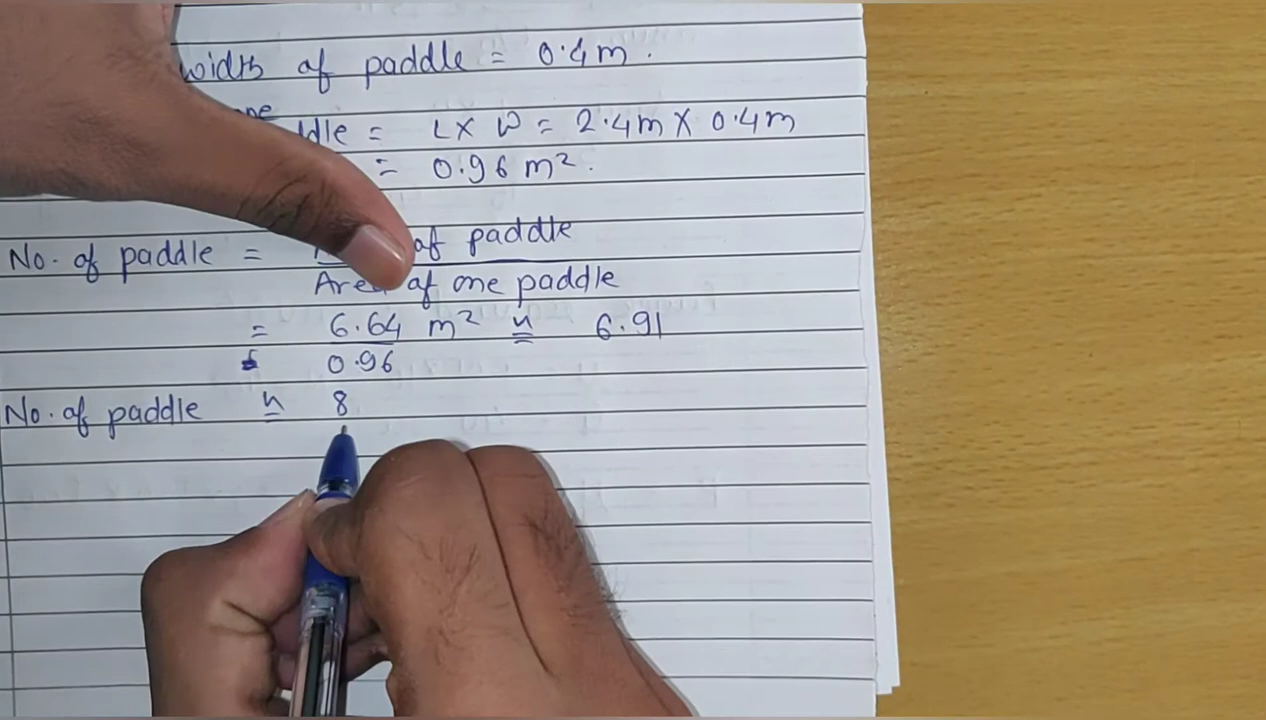 width of paddle = 0.4m.
= L X W = 2.4m X 0.4m
= 0.96 m².
No. of paddle = of paddle
Area of one paddle
= 6.64 m² ≅ 6.91
0.96
No. of paddle ≅ 8